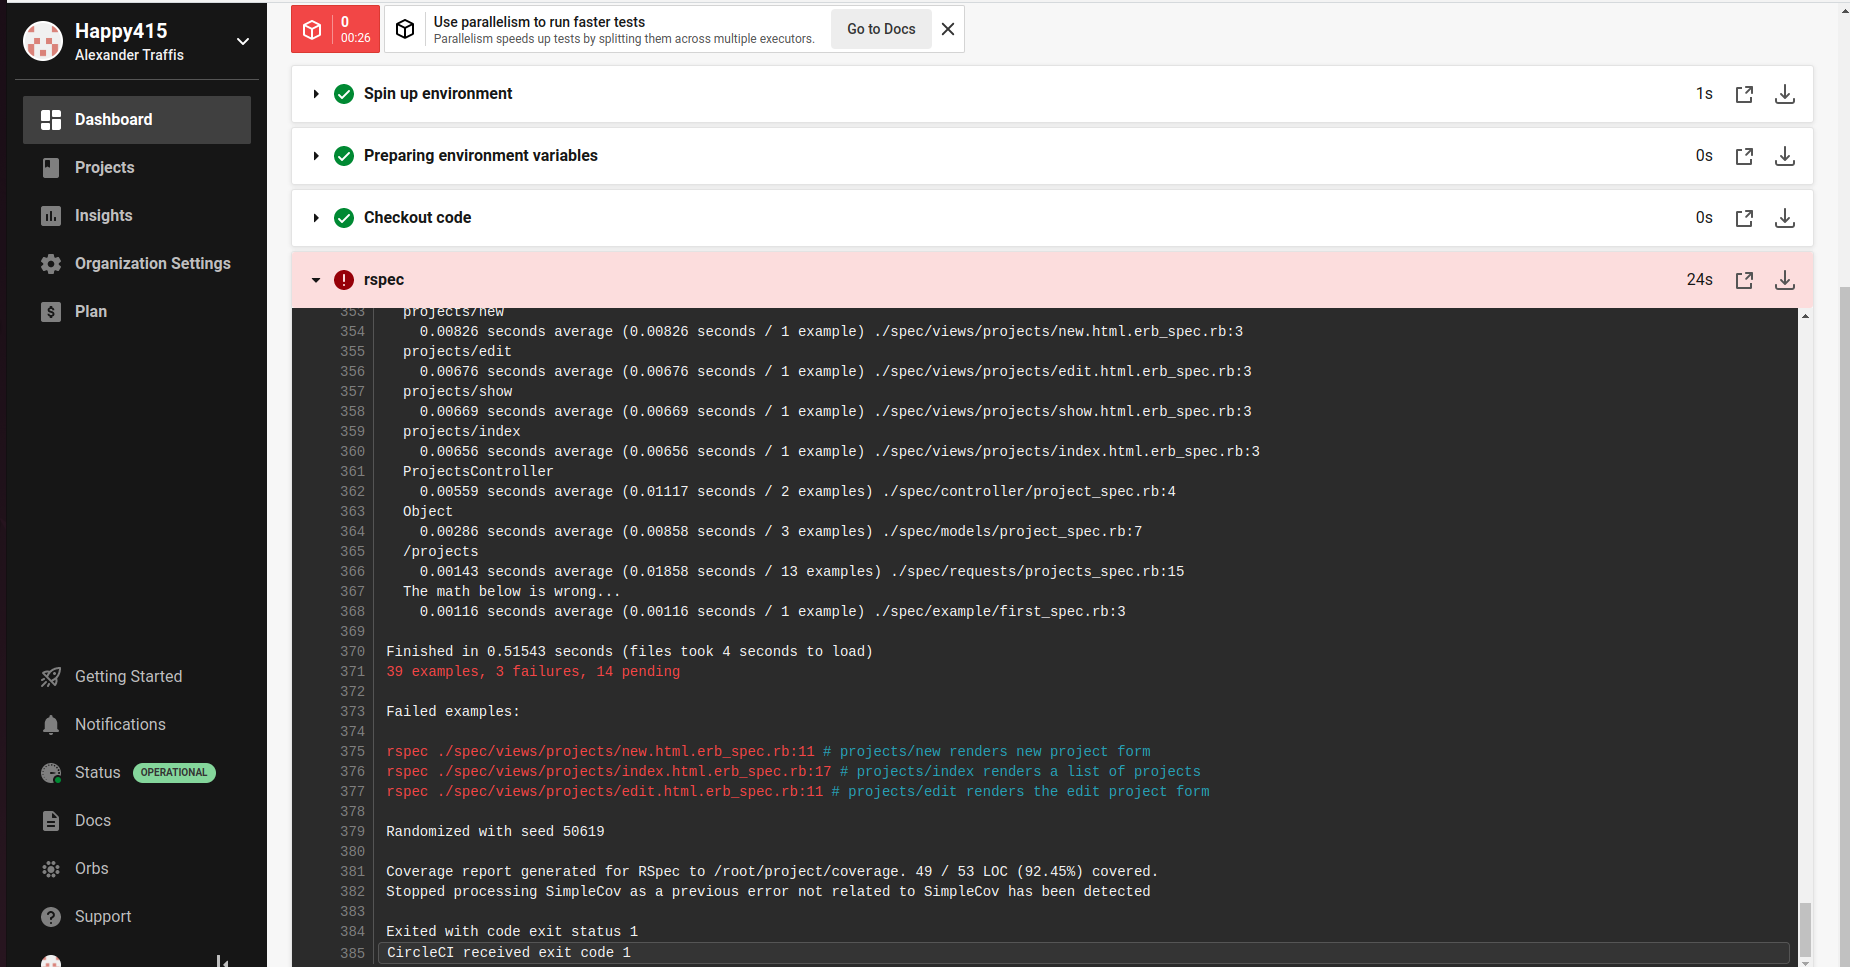 Happy415
Alexander Traffis
Dashboard
Projects
Insights
Organization Settings
Plan
Getting Started
Notifications
Status OPERATIONAL
Docs
Orbs
Support
0
00:26
Use parallelism to run faster tests
Parallelism speeds up tests by splitting them across multiple executors.
Go to Docs
Spin up environment 1s
Preparing environment variables 0s
Checkout code 0s
rspec 24s
353 projects/new
354 0.00826 seconds average (0.00826 seconds / 1 example) ./spec/views/projects/new.html.erb_spec.rb:3
355 projects/edit
356 0.00676 seconds average (0.00676 seconds / 1 example) ./spec/views/projects/edit.html.erb_spec.rb:3
357 projects/show
358 0.00669 seconds average (0.00669 seconds / 1 example) ./spec/views/projects/show.html.erb_spec.rb:3
359 projects/index
360 0.00656 seconds average (0.00656 seconds / 1 example) ./spec/views/projects/index.html.erb_spec.rb:3
361 ProjectsController
362 0.00559 seconds average (0.01117 seconds / 2 examples) ./spec/controller/project_spec.rb:4
363 Object
364 0.00286 seconds average (0.00858 seconds / 3 examples) ./spec/models/project_spec.rb:7
365 /projects
366 0.00143 seconds average (0.01858 seconds / 13 examples) ./spec/requests/projects_spec.rb:15
367 The math below is wrong...
368 0.00116 seconds average (0.00116 seconds / 1 example) ./spec/example/first_spec.rb:3
369
370 Finished in 0.51543 seconds (files took 4 seconds to load)
371 39 examples, 3 failures, 14 pending
372
373 Failed examples:
374
375 rspec ./spec/views/projects/new.html.erb_spec.rb:11 # projects/new renders new project form
376 rspec ./spec/views/projects/index.html.erb_spec.rb:17 # projects/index renders a list of projects
377 rspec ./spec/views/projects/edit.html.erb_spec.rb:11 # projects/edit renders the edit project form
378
379 Randomized with seed 50619
380
381 Coverage report generated for RSpec to /root/project/coverage. 49 / 53 LOC (92.45%) covered.
382 Stopped processing SimpleCov as a previous error not related to SimpleCov has been detected
383
384 Exited with code exit status 1
385 CircleCI received exit code 1